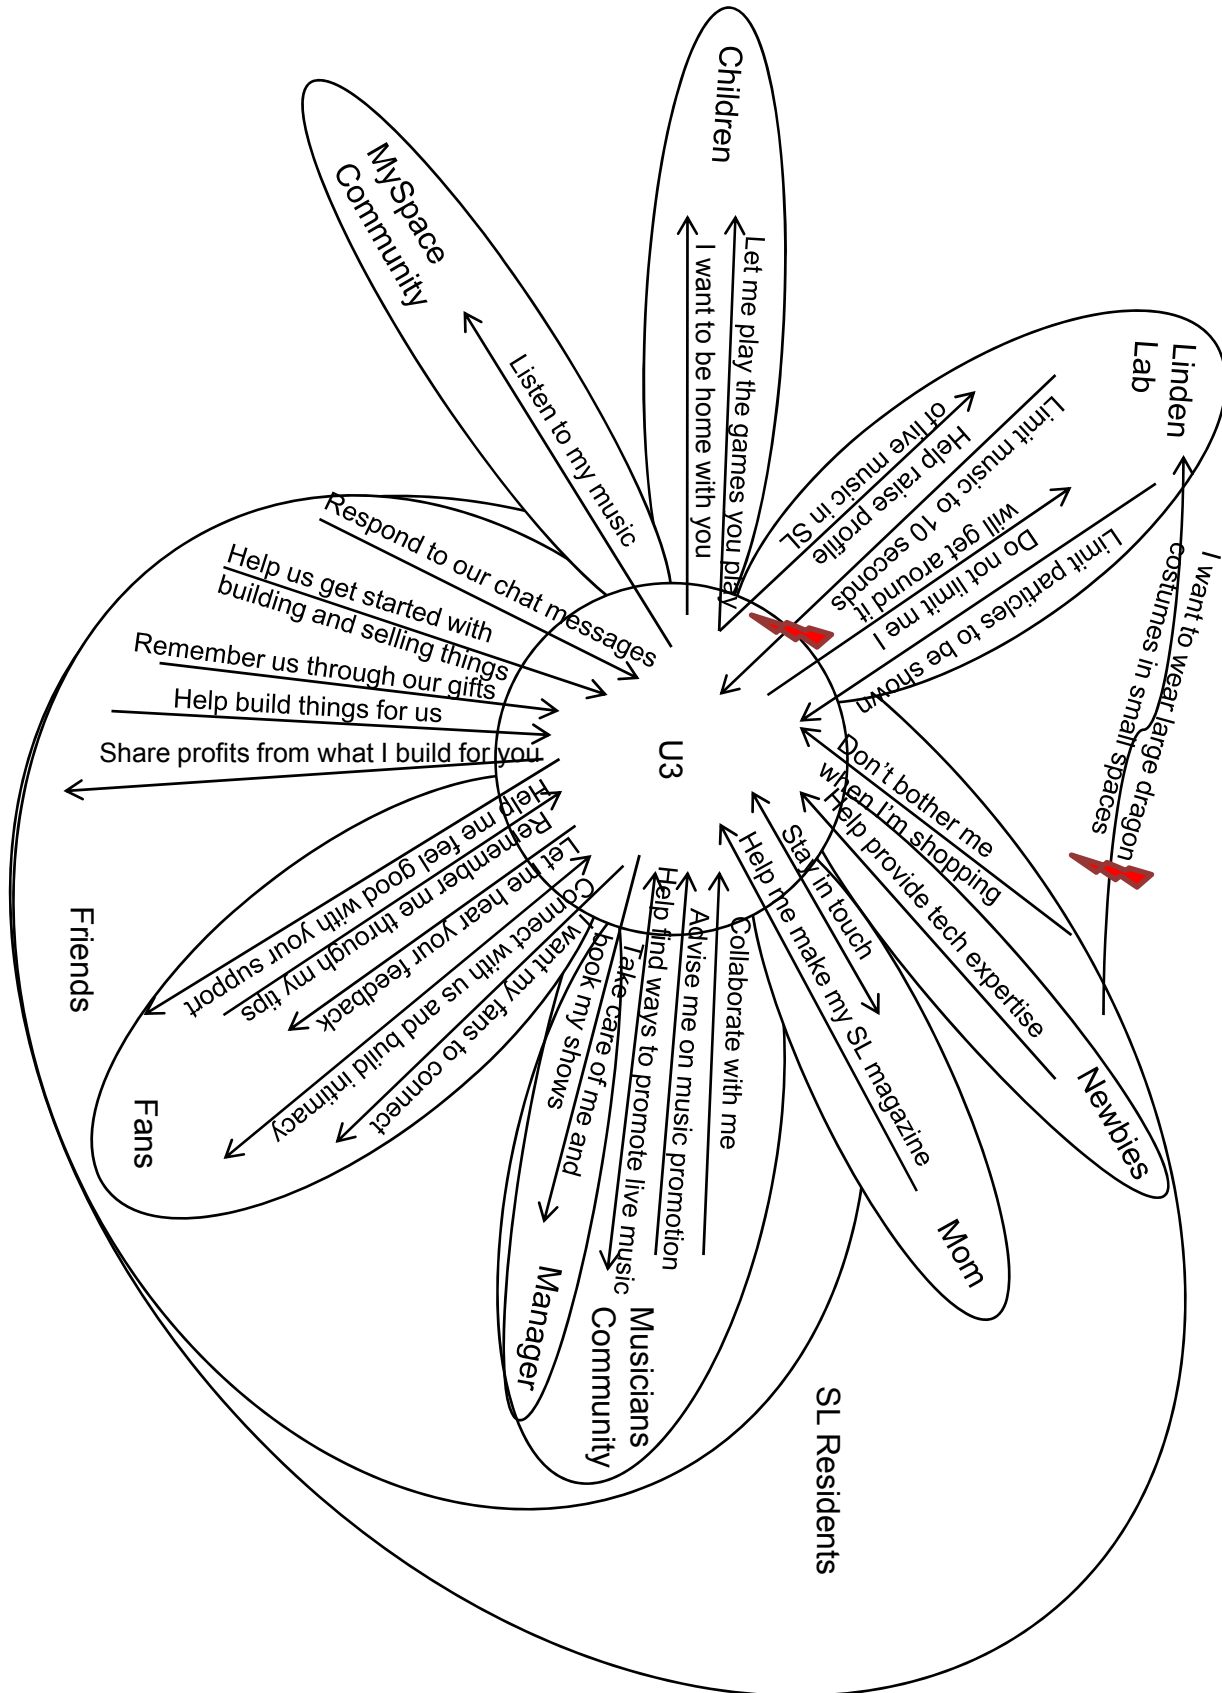 Children
Let me play the games you play
I want to be home with you
MySpace
Community
Listen to my music
Linden
Lab
Help raise profile
of live music in SL
Limit music to 10 seconds
Do not limit me I
will get around it
Limit particles to be shown
I want to wear large dragon
costumes in small spaces
U3
Respond to our chat messages
Help us get started with
building and selling things
Remember us through our gifts
Help build things for us
Share profits from what I build for you
Friends
Help me feel good with your support
Remember me through my tips
Let me hear your feedback
Connect with us and build intimacy
I want my fans to connect
Fans
Take care of me and
book my shows
Manager
Help find ways to promote live music
Advise me on music promotion
Collaborate with me
Musicians
Community
Help me make my SL magazine
Stay in touch
Mom
Don't bother me
when I'm shopping
Help provide tech expertise
Newbies
SL Residents